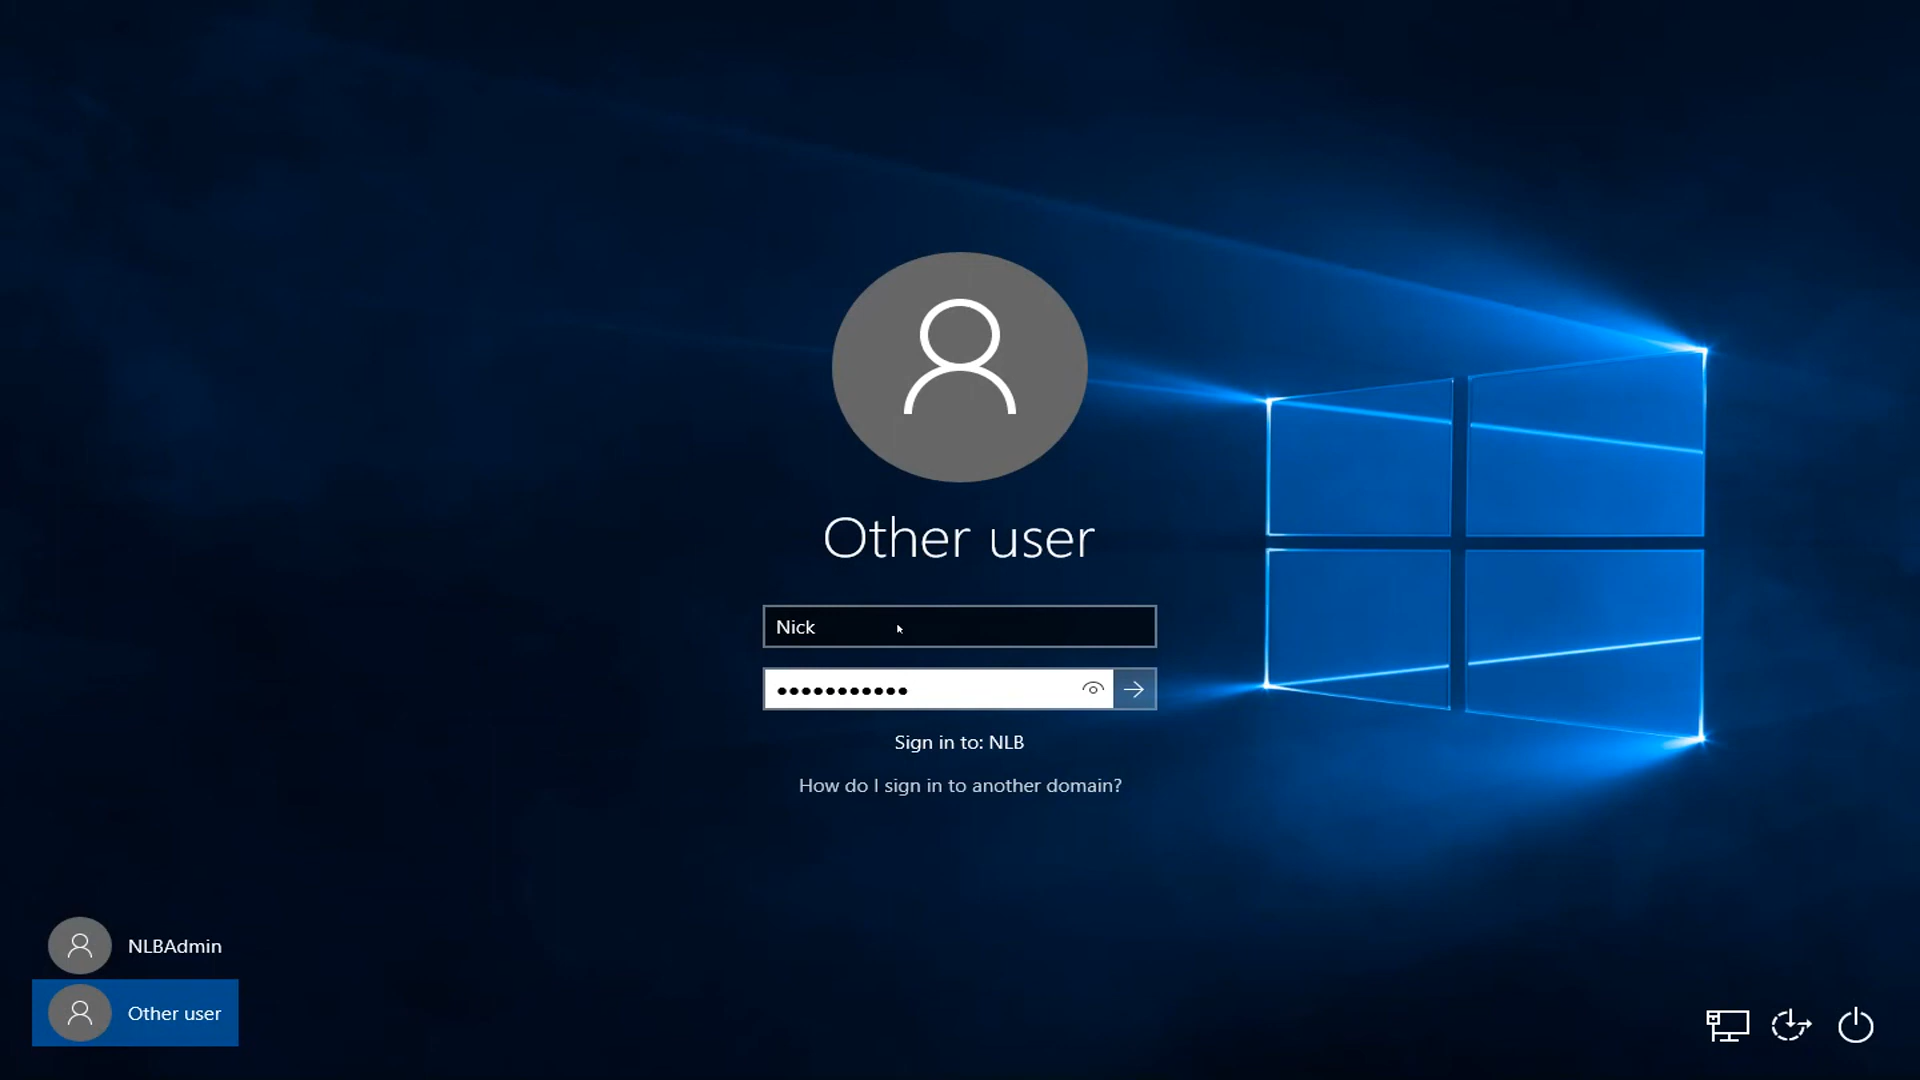 Other user
Nick
●●●●●●●●●●●
Sign in to: NLB
How do I sign in to another domain?
NLBAdmin
Other user